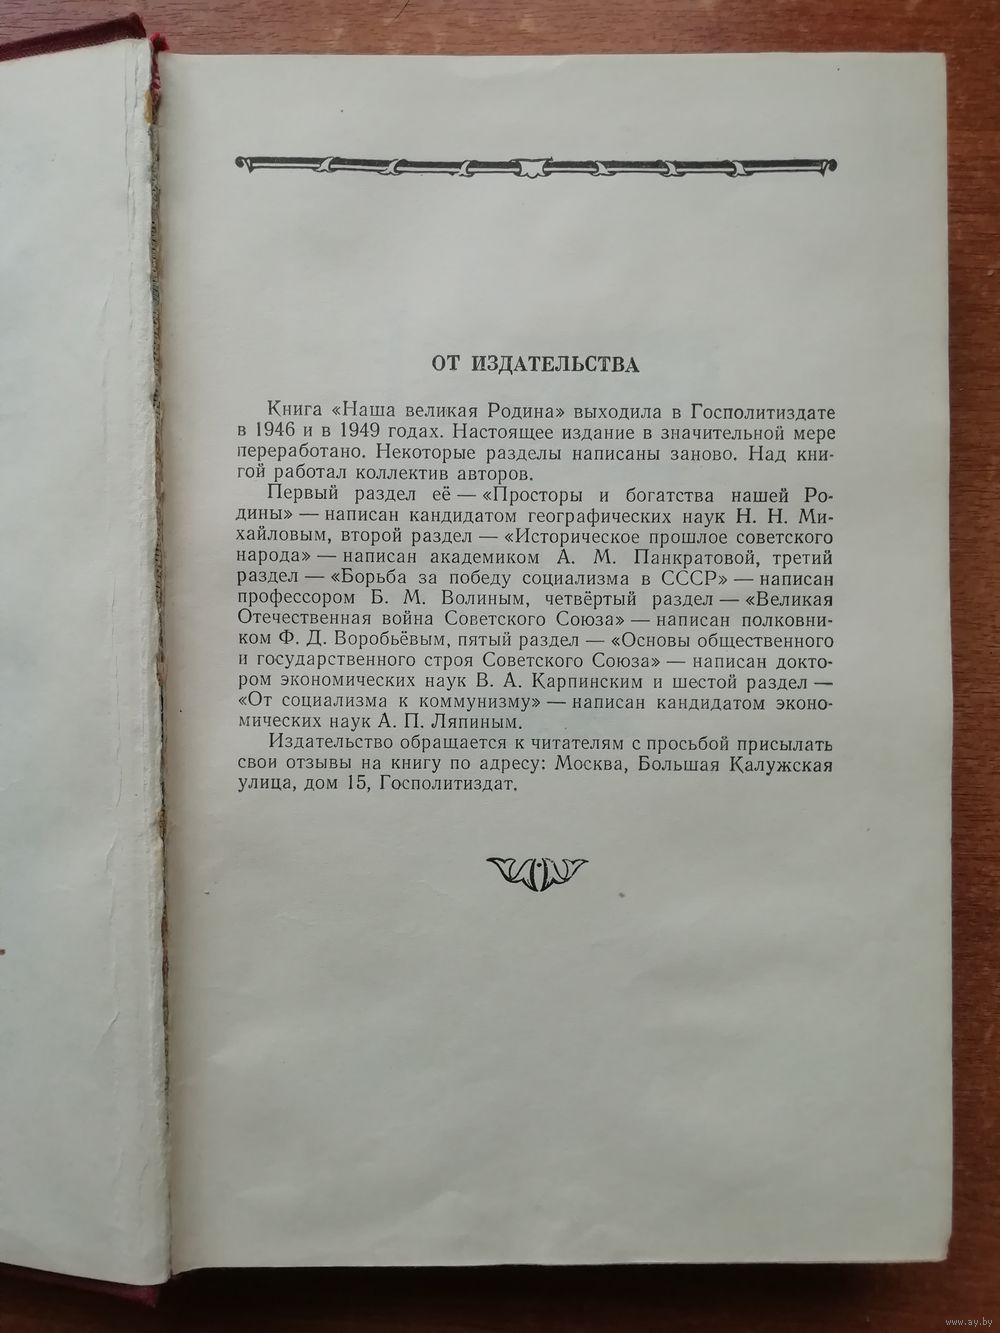 ОТ ИЗДАТЕЛЬСТВА
Книга «Наша великая Родина» выходила в Госполитиздате
в 1946 и в 1949 годах. Настоящее издание в значительной мере
переработано. Некоторые разделы написаны заново. Над кни-
гой работал коллектив авторов.
Первый раздел её — «Просторы и богатства нашей Ро-
дины» — написан кандидатом географических наук Н. Н. Ми-
хайловым, второй раздел — «Историческое прошлое советского
народа» — написан академиком А. М. Панкратовой, третий
раздел — «Борьба за победу социализма в СССР» — написан
профессором Б. М. Волиным, четвёртый раздел — «Великая
Отечественная война Советского Союза» — написан полковни-
ком Ф. Д. Воробьёвым, пятый раздел — «Основы общественного
и государственного строя Советского Союза» — написан докто-
ром экономических наук В. А. Карпинским и шестой раздел —
«От социализма к коммунизму» — написан кандидатом эконо-
мических наук А. П. Ляпиным.
Издательство обращается к читателям с просьбой присылать
свои отзывы на книгу по адресу: Москва, Большая Калужская
улица, дом 15, Госполитиздат.
www.ay.by